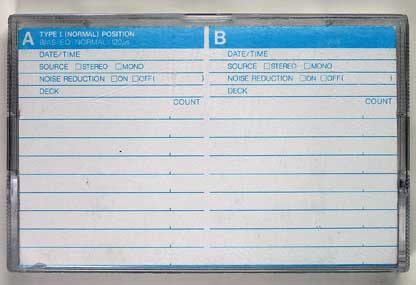 A TYPE I (NORMAL) POSITION
BIAS·EQ: NORMAL·120μs
DATE/TIME
SOURCE □STEREO □MONO
NOISE REDUCTION □ON □OFF( )
DECK
COUNT
B
DATE/TIME
SOURCE □STEREO □MONO
NOISE REDUCTION □ON □OFF( )
DECK
COUNT